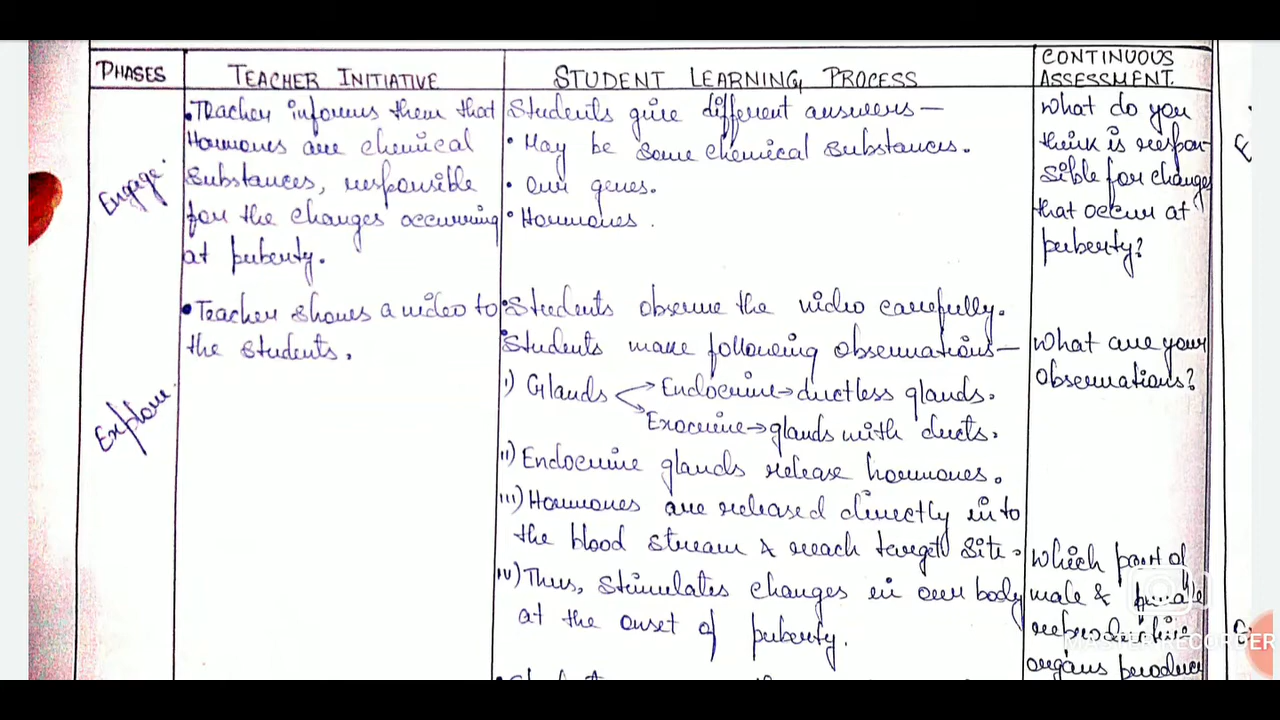 PHASES
TEACHER INITIATIVE
STUDENT LEARNING PROCESS
CONTINUOUS
ASSESSMENT.
Engage
• Teacher informs them that
Hormones are chemical
substances, responsible
for the changes occurring
at puberty.
Students give different answers —
• May be some chemical substances.
• Our genes.
• Hormones.
What do you
think is respon-
sible for changes
that occur at
puberty?
Explore
• Teacher shows a video to
the students.
• Students observe the video carefully.
Students make following observations —
i) Glands Endocrine → ductless glands.
Exocrine → glands with ducts.
ii) Endocrine glands release hormones.
iii) Hormones are released directly into
the blood stream & reach target site.
iv) Thus, stimulates changes in our body
at the onset of puberty.
What are your
Observations?
Which part of
male & female
reproductive
organs produce
MASTER RECORDER